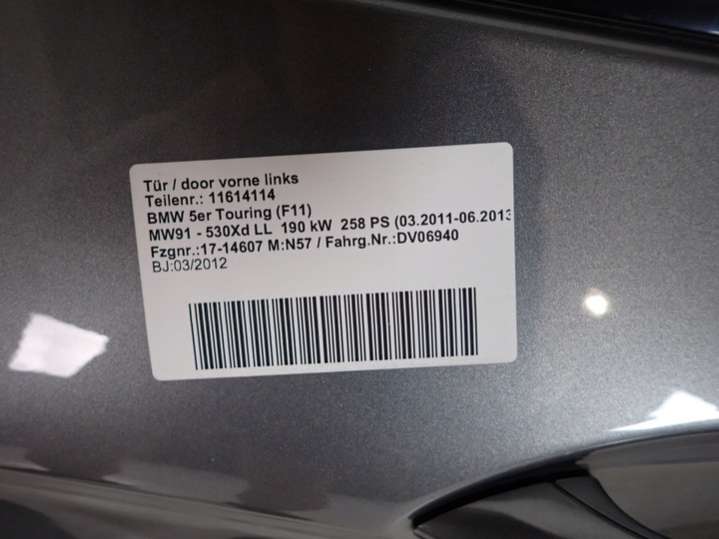 Tür / door vorne links
Teilenr.: 11614114
BMW 5er Touring (F11)
MW91 - 530Xd LL 190 kW 258 PS (03.2011-06.2013
Fzgnr.:17-14607 M:N57 / Fahrg.Nr.:DV06940
BJ:03/2012